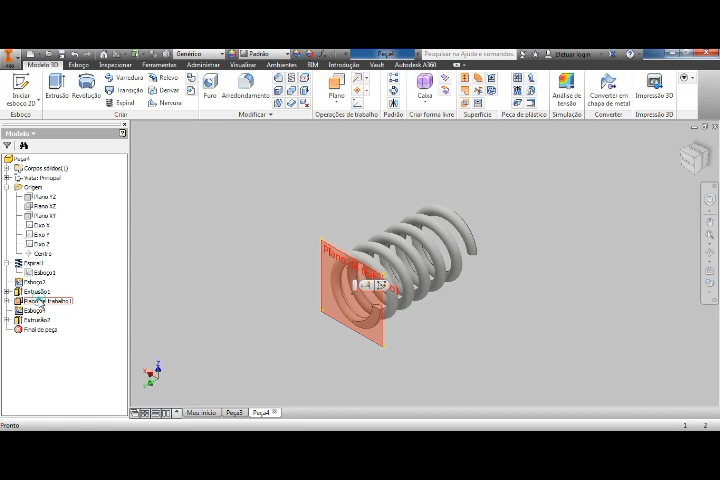 PRO
Genérico
Padrão
Peça4
Pesquisar na Ajuda e comandos.
Efetuar login
Modelo 3D Esboço Inspecionar Ferramentas Gerenciar Visualizar Ambientes BIM Introdução Vault Autodesk A360
Iniciar esboço 2D
Extrusão
Revolução
Varredura
Transição
Espiral
Relevo
Derivar
Nervura
Furo
Arredondamento
Plano
Caixa
Análise de tensão
Converter em chapa de metal
Impressão 3D
Esboço Criar Modificar Operações de trabalho Padrão Criar forma livre Superfície Peça de plástico Simulação Converter Impressão 3D
Modelo
Peça4
Corpos sólidos(1)
Vista: Principal
Origem
Plano YZ
Plano XZ
Plano XY
Eixo X
Eixo Y
Eixo Z
Centro
Espiral1
Esboço1
Esboço2
Extrusão1
Plano de trabalho1
Esboço4
Extrusão2
Final de peça
Meu início Peça3 Peça4
Pronto
1 2